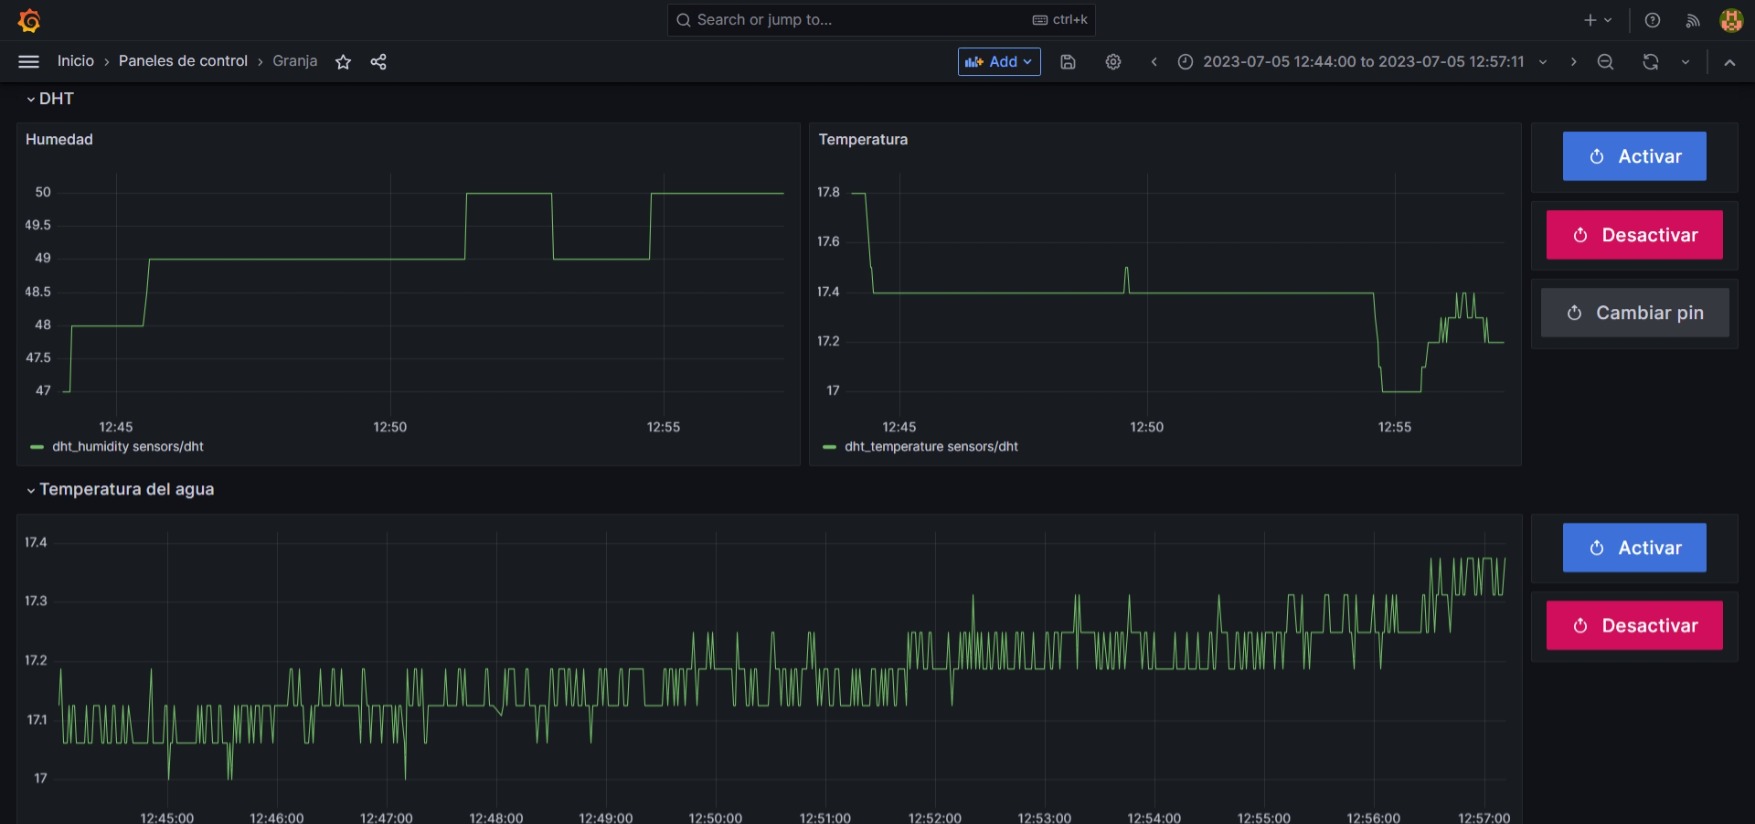 Search or jump to... ctrl+k
Inicio › Paneles de control › Granja Add 2023-07-05 12:44:00 to 2023-07-05 12:57:11
DHT
Humedad
50
49.5
49
48.5
48
47.5
47
12:45 12:50 12:55
dht_humidity sensors/dht
Temperatura
17.8
17.6
17.4
17.2
17
12:45 12:50 12:55
dht_temperature sensors/dht
Activar
Desactivar
Cambiar pin
Temperatura del agua
17.4
17.3
17.2
17.1
17
12:45:00 12:46:00 12:47:00 12:48:00 12:49:00 12:50:00 12:51:00 12:52:00 12:53:00 12:54:00 12:55:00 12:56:00 12:57:00
Activar
Desactivar